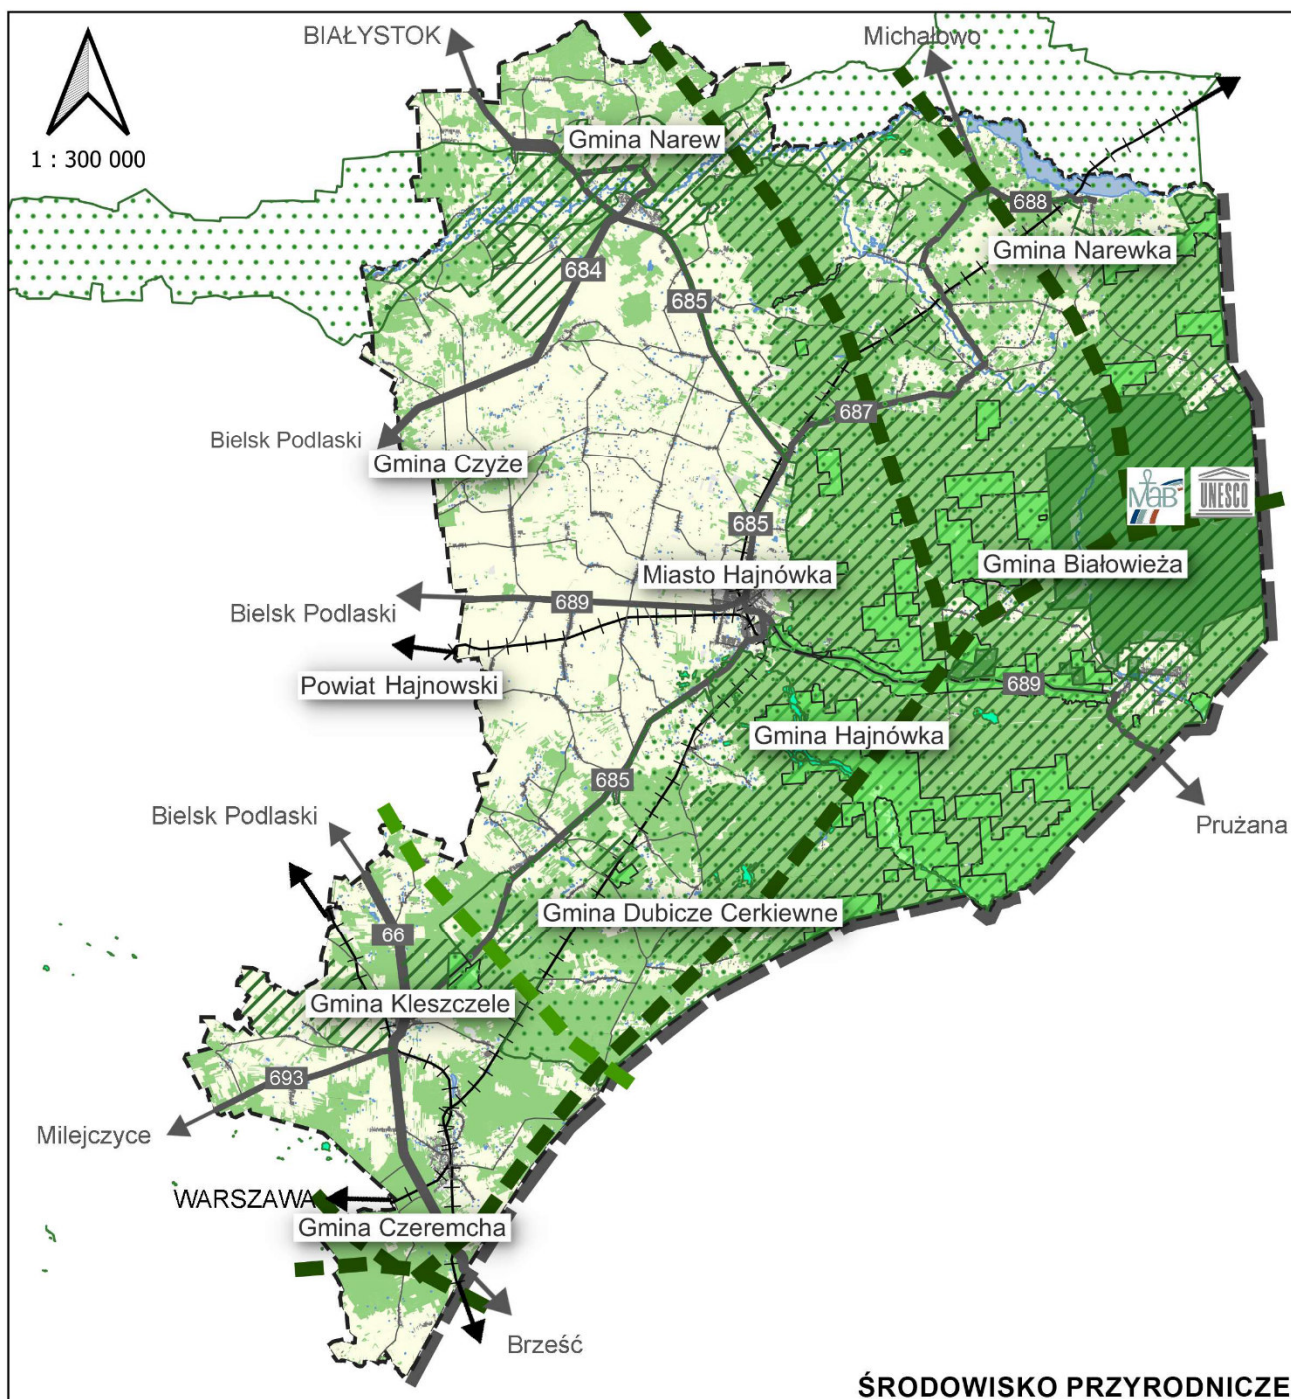 BIAŁYSTOK
Michałowo
1 : 300 000
Gmina Narew
688
Gmina Narewka
684
685
687
Bielsk Podlaski
Gmina Czyże
MaB
UNESCO
685
Gmina Białowieża
Miasto Hajnówka
Bielsk Podlaski
689
Powiat Hajnowski
689
Gmina Hajnówka
685
Bielsk Podlaski
Prużana
Gmina Dubicze Cerkiewne
66
Gmina Kleszczele
693
Milejczyce
WARSZAWA
Gmina Czeremcha
Brześć
ŚRODOWISKO PRZYRODNICZE